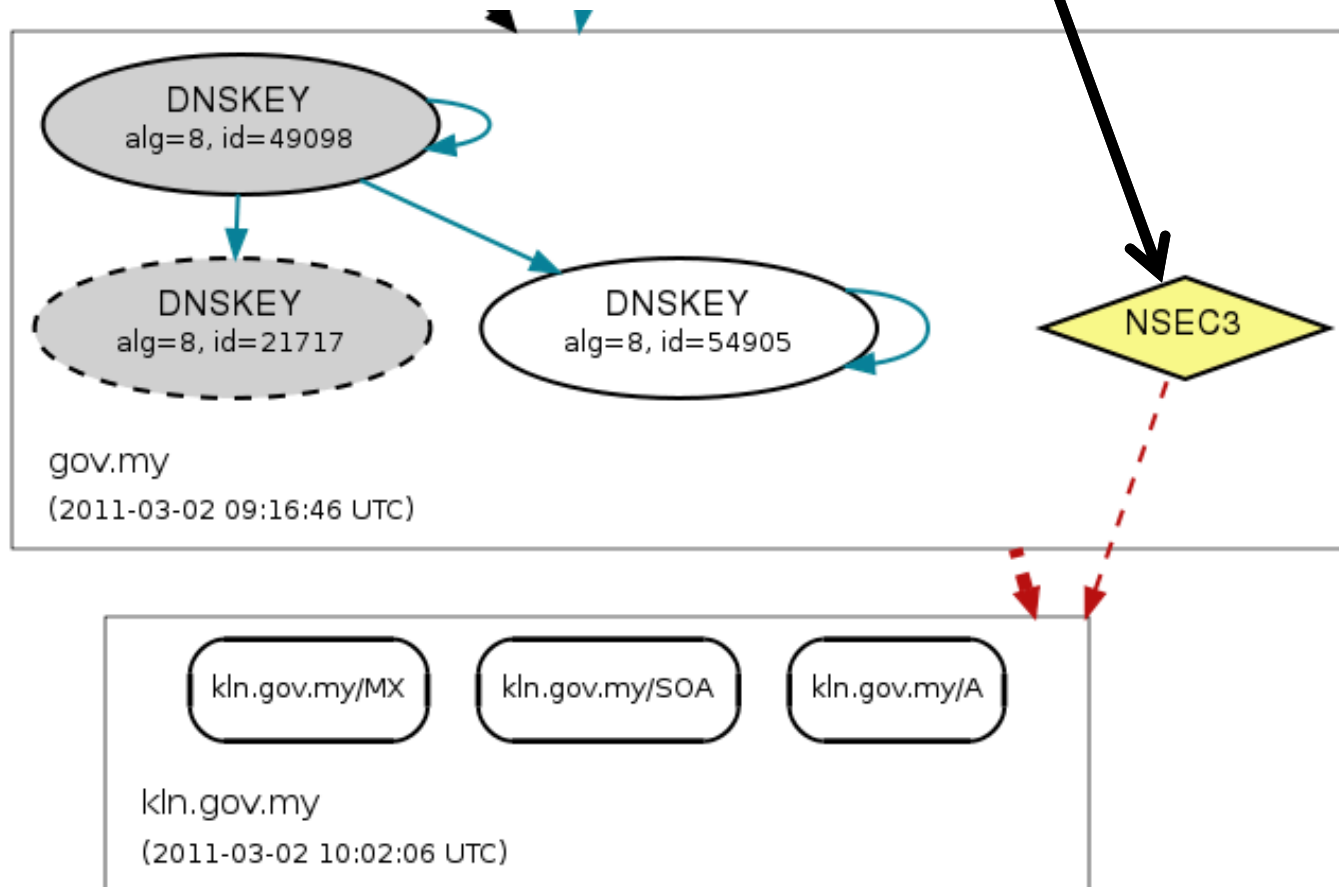 DNSKEY
alg=8, id=49098
DNSKEY
alg=8, id=21717
DNSKEY
alg=8, id=54905
NSEC3
gov.my
(2011-03-02 09:16:46 UTC)
kln.gov.my/MX
kln.gov.my/SOA
kln.gov.my/A
kln.gov.my
(2011-03-02 10:02:06 UTC)